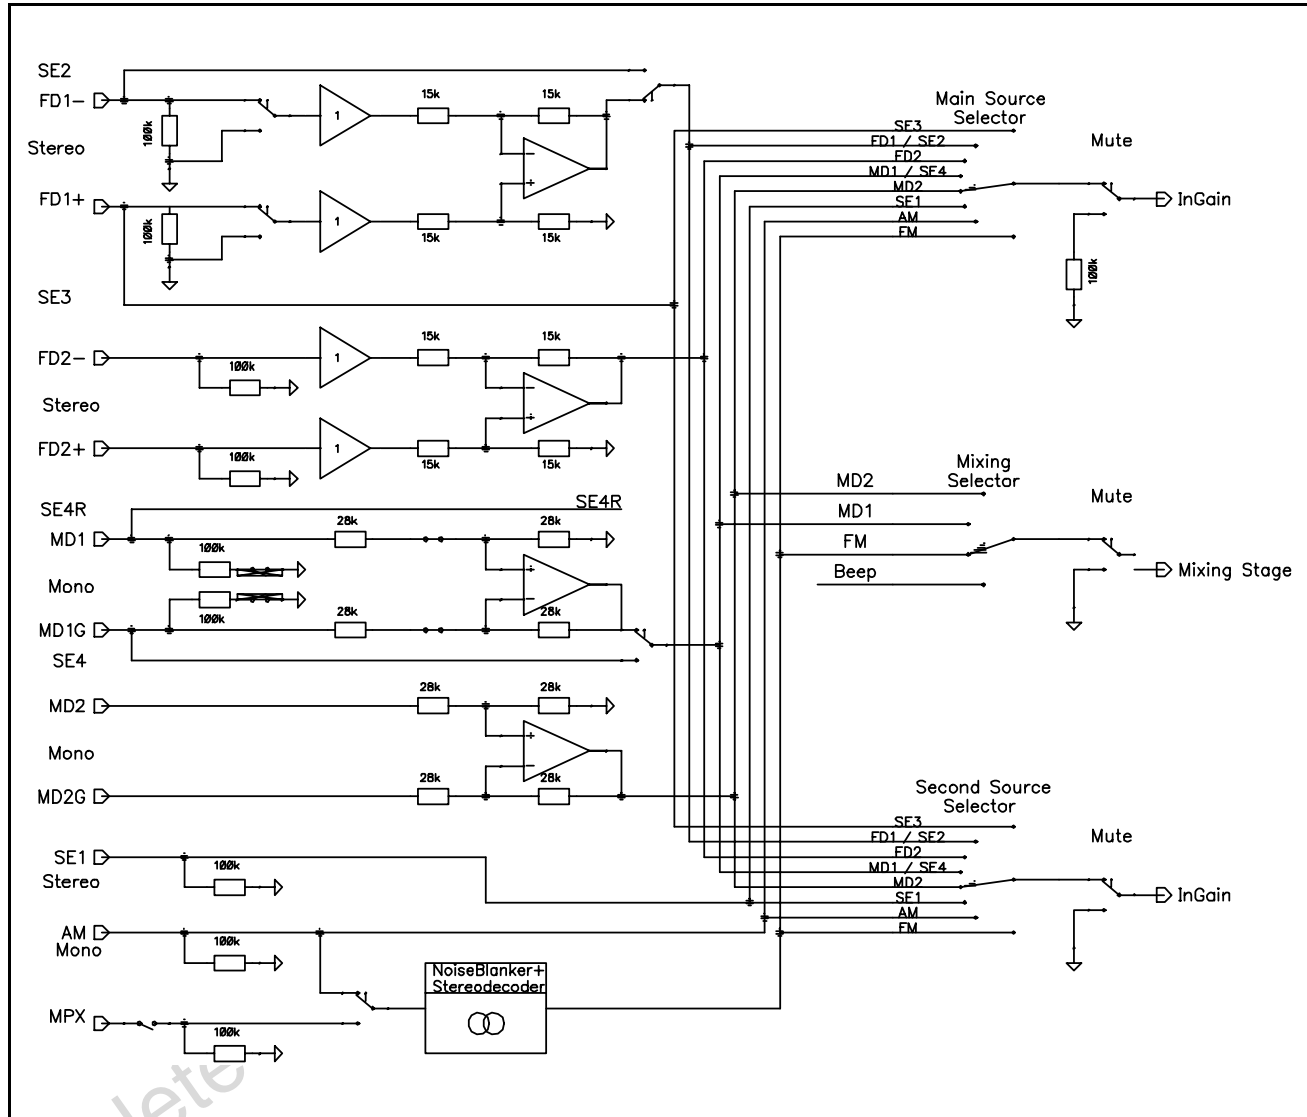 SE2
FD1-
1
15k
15k
100k
Stereo
FD1+
1
100k
15k
15k
SE3
FD2-
100k
1
15k
15k
Stereo
FD2+
100k
1
15k
15k
SE4R
SE4R
MD1
28k
28k
100k
Mono
100k
28k
28k
MD1G
SE4
MD2
28k
28k
Mono
MD2G
28k
28k
SE1
100k
Stereo
AM
Mono
100k
NoiseBlanker+
Stereodecoder
MPX
100k
Main Source
Selector
SE3
FD1 / SE2
FD2
MD1 / SE4
MD2
SE1
AM
FM
Mute
InGain
100k
Mixing
Selector
MD2
MD1
FM
Beep
Mute
Mixing Stage
Second Source
Selector
SE3
FD1 / SE2
FD2
MD1 / SE4
MD2
SE1
AM
FM
Mute
InGain